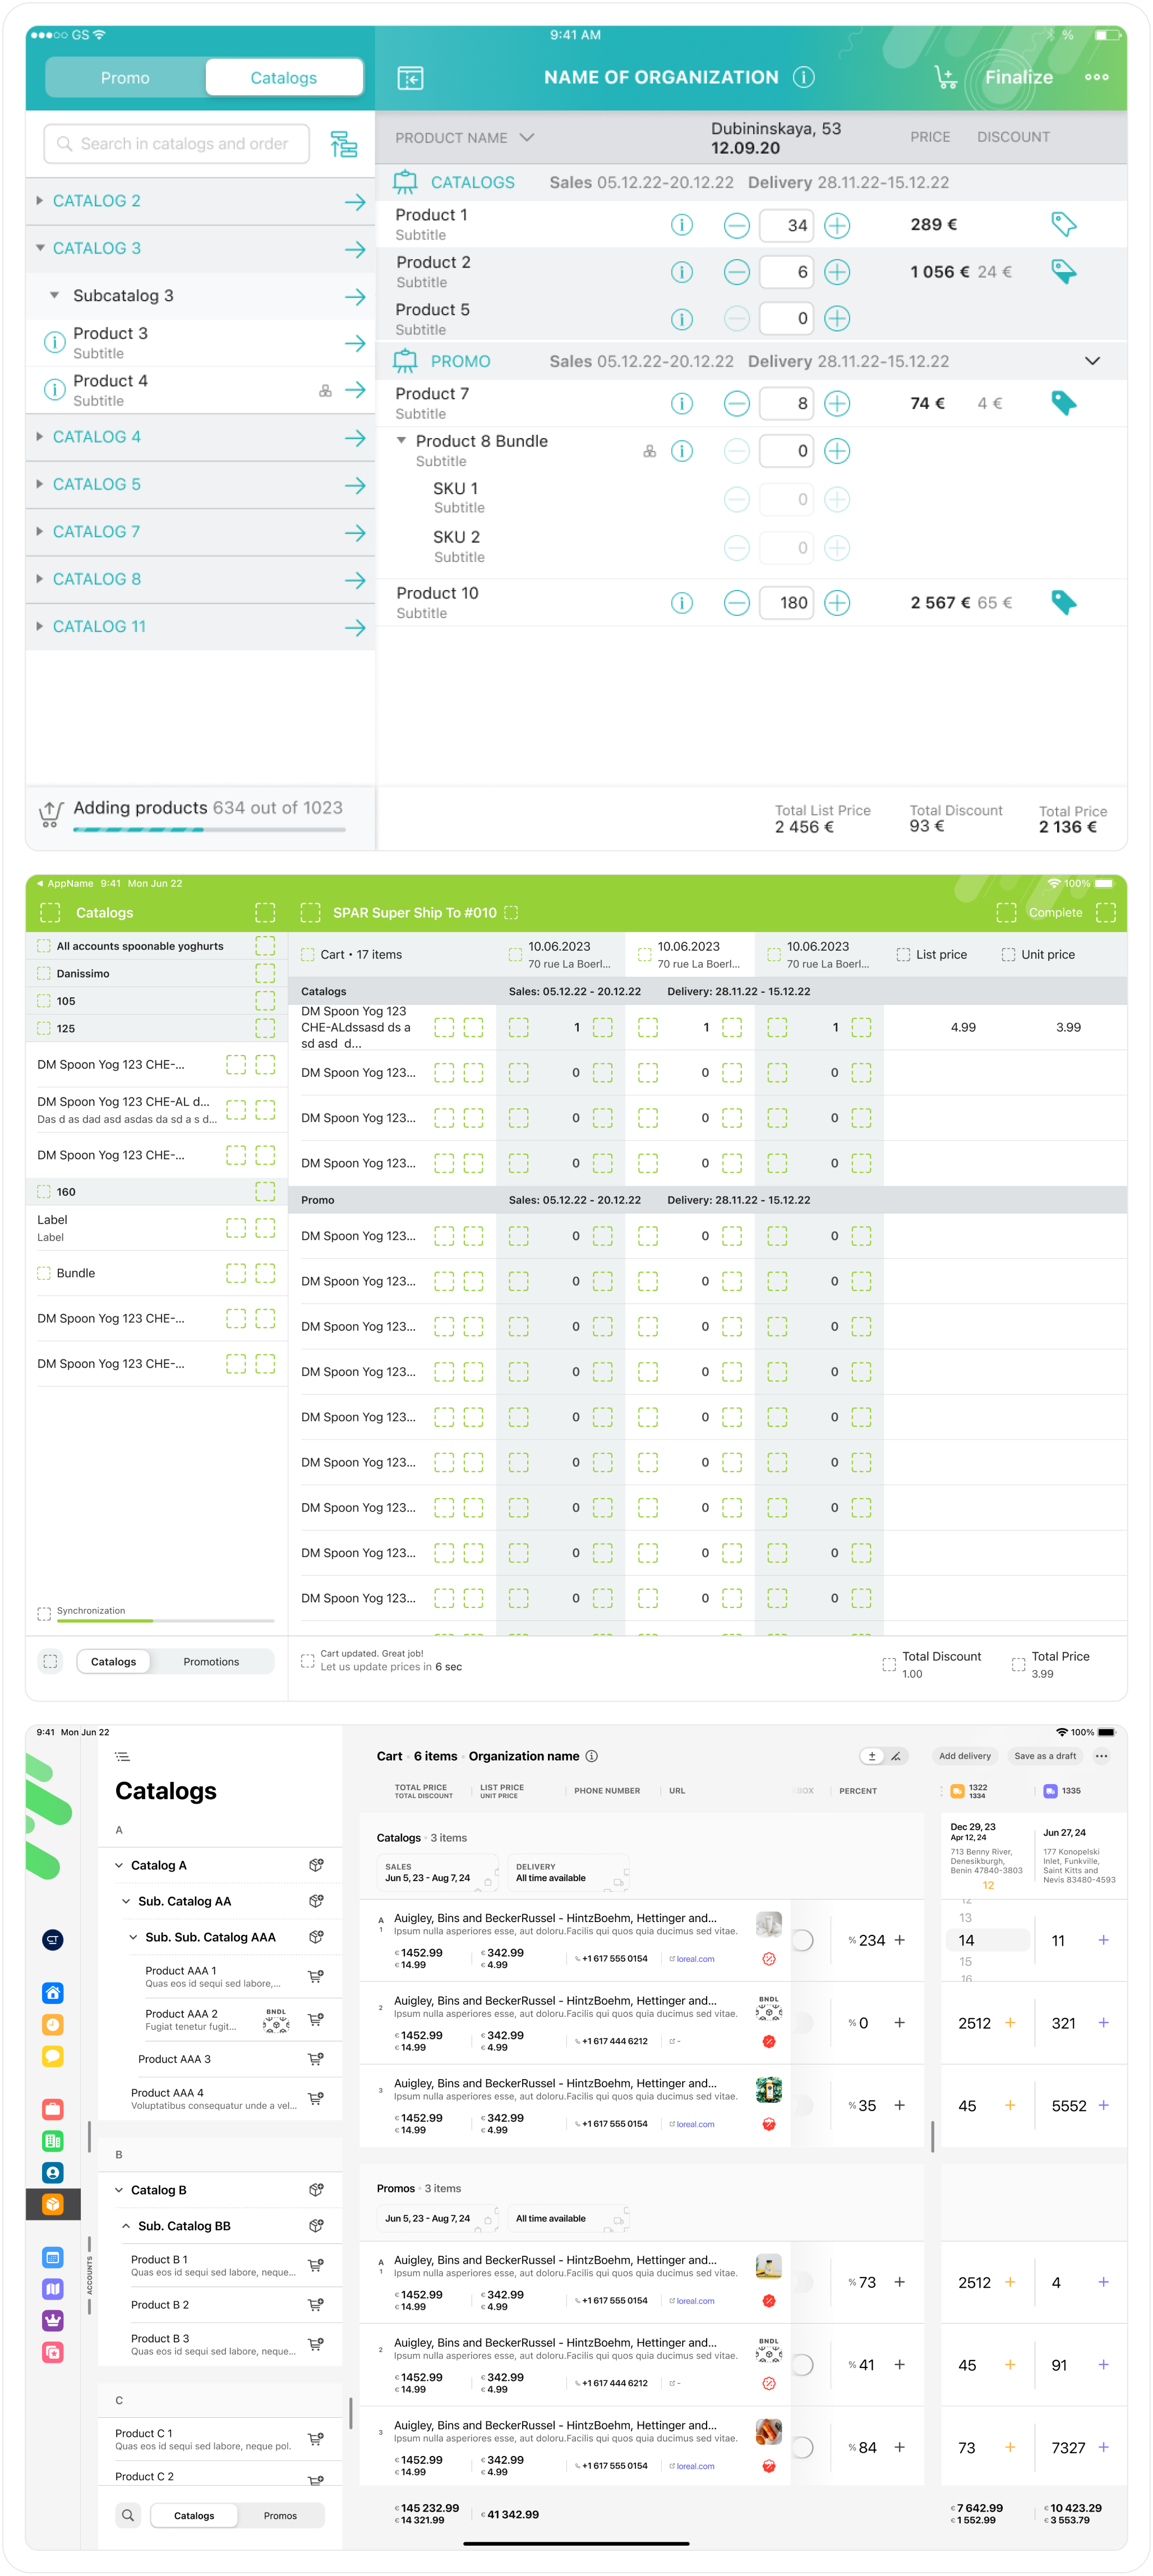 GS
9:41 AM
%
Promo
Catalogs
NAME OF ORGANIZATION
Finalize
Search in catalogs and order
PRODUCT NAME
Dubininskaya, 53
12.09.20
PRICE
DISCOUNT
CATALOG 2
CATALOG 3
Subcatalog 3
Product 3
Subtitle
Product 4
Subtitle
CATALOG 4
CATALOG 5
CATALOG 7
CATALOG 8
CATALOG 11
Adding products 634 out of 1023
CATALOGS Sales 05.12.22-20.12.22 Delivery 28.11.22-15.12.22
Product 1
Subtitle
34
289 €
Product 2
Subtitle
6
1 056 € 24 €
Product 5
Subtitle
0
PROMO Sales 05.12.22-20.12.22 Delivery 28.11.22-15.12.22
Product 7
Subtitle
8
74 € 4 €
Product 8 Bundle
Subtitle
0
SKU 1
Subtitle
0
SKU 2
Subtitle
0
Product 10
Subtitle
180
2 567 € 65 €
Total List Price
2 456 €
Total Discount
93 €
Total Price
2 136 €
AppName 9:41 Mon Jun 22
100%
Catalogs
SPAR Super Ship To #010
Complete
All accounts spoonable yoghurts
Danissimo
105
125
DM Spoon Yog 123 CHE-...
DM Spoon Yog 123 CHE-AL d...
Das d as dad asd asdas da sd a s d...
DM Spoon Yog 123 CHE-...
160
Label
Label
Bundle
DM Spoon Yog 123 CHE-...
DM Spoon Yog 123 CHE-...
Synchronization
Catalogs
Promotions
Cart • 17 items
10.06.2023
70 rue La Boerl...
10.06.2023
70 rue La Boerl...
10.06.2023
70 rue La Boerl...
List price
Unit price
Catalogs Sales: 05.12.22 - 20.12.22 Delivery: 28.11.22 - 15.12.22
DM Spoon Yog 123
CHE-ALdssasd ds a
sd asd d...
1 1 1 4.99 3.99
DM Spoon Yog 123... 0 0 0
DM Spoon Yog 123... 0 0 0
DM Spoon Yog 123... 0 0 0
Promo Sales: 05.12.22 - 20.12.22 Delivery: 28.11.22 - 15.12.22
DM Spoon Yog 123... 0 0 0
DM Spoon Yog 123... 0 0 0
DM Spoon Yog 123... 0 0 0
DM Spoon Yog 123... 0 0 0
DM Spoon Yog 123... 0 0 0
DM Spoon Yog 123... 0 0 0
DM Spoon Yog 123... 0 0 0
DM Spoon Yog 123... 0 0 0
DM Spoon Yog 123... 0 0 0
Cart updated. Great job!
Let us update prices in 6 sec
Total Discount
1.00
Total Price
3.99
9:41 Mon Jun 22
100%
ACCOUNTS
Catalogs
A
Catalog A
Sub. Catalog AA
Sub. Sub. Catalog AAA
Product AAA 1
Quas eos id sequi sed labore,...
Product AAA 2
Fugiat tenetur fugit...
BNDL
Product AAA 3
Product AAA 4
Voluptatibus consequatur unde a vel...
B
Catalog B
Sub. Catalog BB
Product B 1
Quas eos id sequi sed labore, neque...
Product B 2
Product B 3
Quas eos id sequi sed labore, neque...
C
Product C 1
Quas eos id sequi sed labore, neque pol.
Product C 2
Catalogs
Promos
Cart · 6 items · Organization name
Add delivery
Save as a draft
TOTAL PRICE
TOTAL DISCOUNT
LIST PRICE
UNIT PRICE
PHONE NUMBER
URL
BOX
PERCENT
1322
1334
1335
Catalogs · 3 items
SALES
Jun 5, 23 - Aug 7, 24
DELIVERY
All time available
Dec 29, 23
Apr 12, 24
713 Benny River,
Denesikburgh,
Benin 47840-3803
12
Jun 27, 24
177 Konopelski
Inlet, Funkville,
Saint Kitts and
Nevis 83480-4593
A
1
Auigley, Bins and BeckerRussel - HintzBoehm, Hettinger and...
Ipsum nulla asperiores esse, aut doloru.Facilis qui quos quia ducimus sed vitae.
€ 1452.99
€ 14.99
€ 342.99
€ 4.99
+1 617 555 0154
loreal.com
% 234 +
12
13
14
15
16
11 +
2
Auigley, Bins and BeckerRussel - HintzBoehm, Hettinger and...
Ipsum nulla asperiores esse, aut doloru.Facilis qui quos quia ducimus sed vitae.
€ 1452.99
€ 14.99
€ 342.99
€ 4.99
+1 617 444 6212
-
BNDL
% 0 +
2512 +
321 +
3
Auigley, Bins and BeckerRussel - HintzBoehm, Hettinger and...
Ipsum nulla asperiores esse, aut doloru.Facilis qui quos quia ducimus sed vitae.
€ 1452.99
€ 14.99
€ 342.99
€ 4.99
+1 617 555 0154
loreal.com
% 35 +
45 +
5552 +
Promos · 3 items
Jun 5, 23 - Aug 7, 24
All time available
A
1
Auigley, Bins and BeckerRussel - HintzBoehm, Hettinger and...
Ipsum nulla asperiores esse, aut doloru.Facilis qui quos quia ducimus sed vitae.
€ 1452.99
€ 14.99
€ 342.99
€ 4.99
+1 617 555 0154
loreal.com
% 73 +
2512 +
4 +
2
Auigley, Bins and BeckerRussel - HintzBoehm, Hettinger and...
Ipsum nulla asperiores esse, aut doloru.Facilis qui quos quia ducimus sed vitae.
€ 1452.99
€ 14.99
€ 342.99
€ 4.99
+1 617 444 6212
-
BNDL
% 41 +
45 +
91 +
3
Auigley, Bins and BeckerRussel - HintzBoehm, Hettinger and...
Ipsum nulla asperiores esse, aut doloru.Facilis qui quos quia ducimus sed vitae.
€ 1452.99
€ 14.99
€ 342.99
€ 4.99
+1 617 555 0154
loreal.com
% 84 +
73 +
7327 +
€ 145 232.99
€ 14 321.99
€ 41 342.99
€ 7 642.99
€ 1 552.99
€ 10 423.29
€ 3 553.79